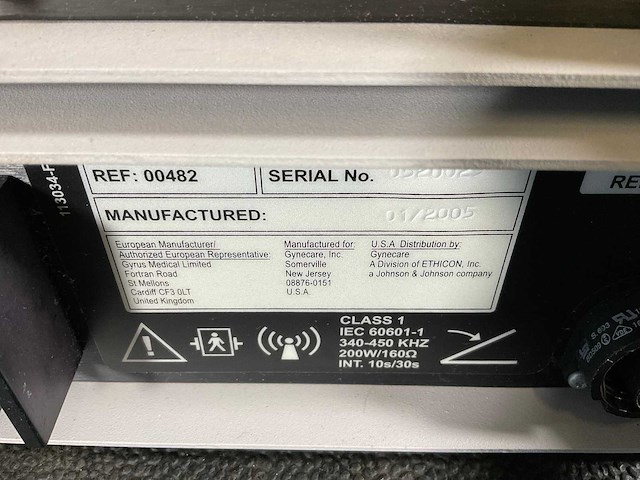 REF: 00482
SERIAL No.
MANUFACTURED: 01/2005
European Manufacturer/
Authorized European Representative:
Gyrus Medical Limited
Fortran Road
St Mellons
Cardiff CF3 0LT
United Kingdom
Manufactured for:
Gynecare, Inc.
Somerville
New Jersey
08876-0151
U.S.A.
U.S.A. Distribution by:
Gynecare
A Division of ETHICON, Inc.
a Johnson & Johnson company
CLASS 1
IEC 60601-1
340-450 KHZ
200W/160Ω
INT. 10s/30s